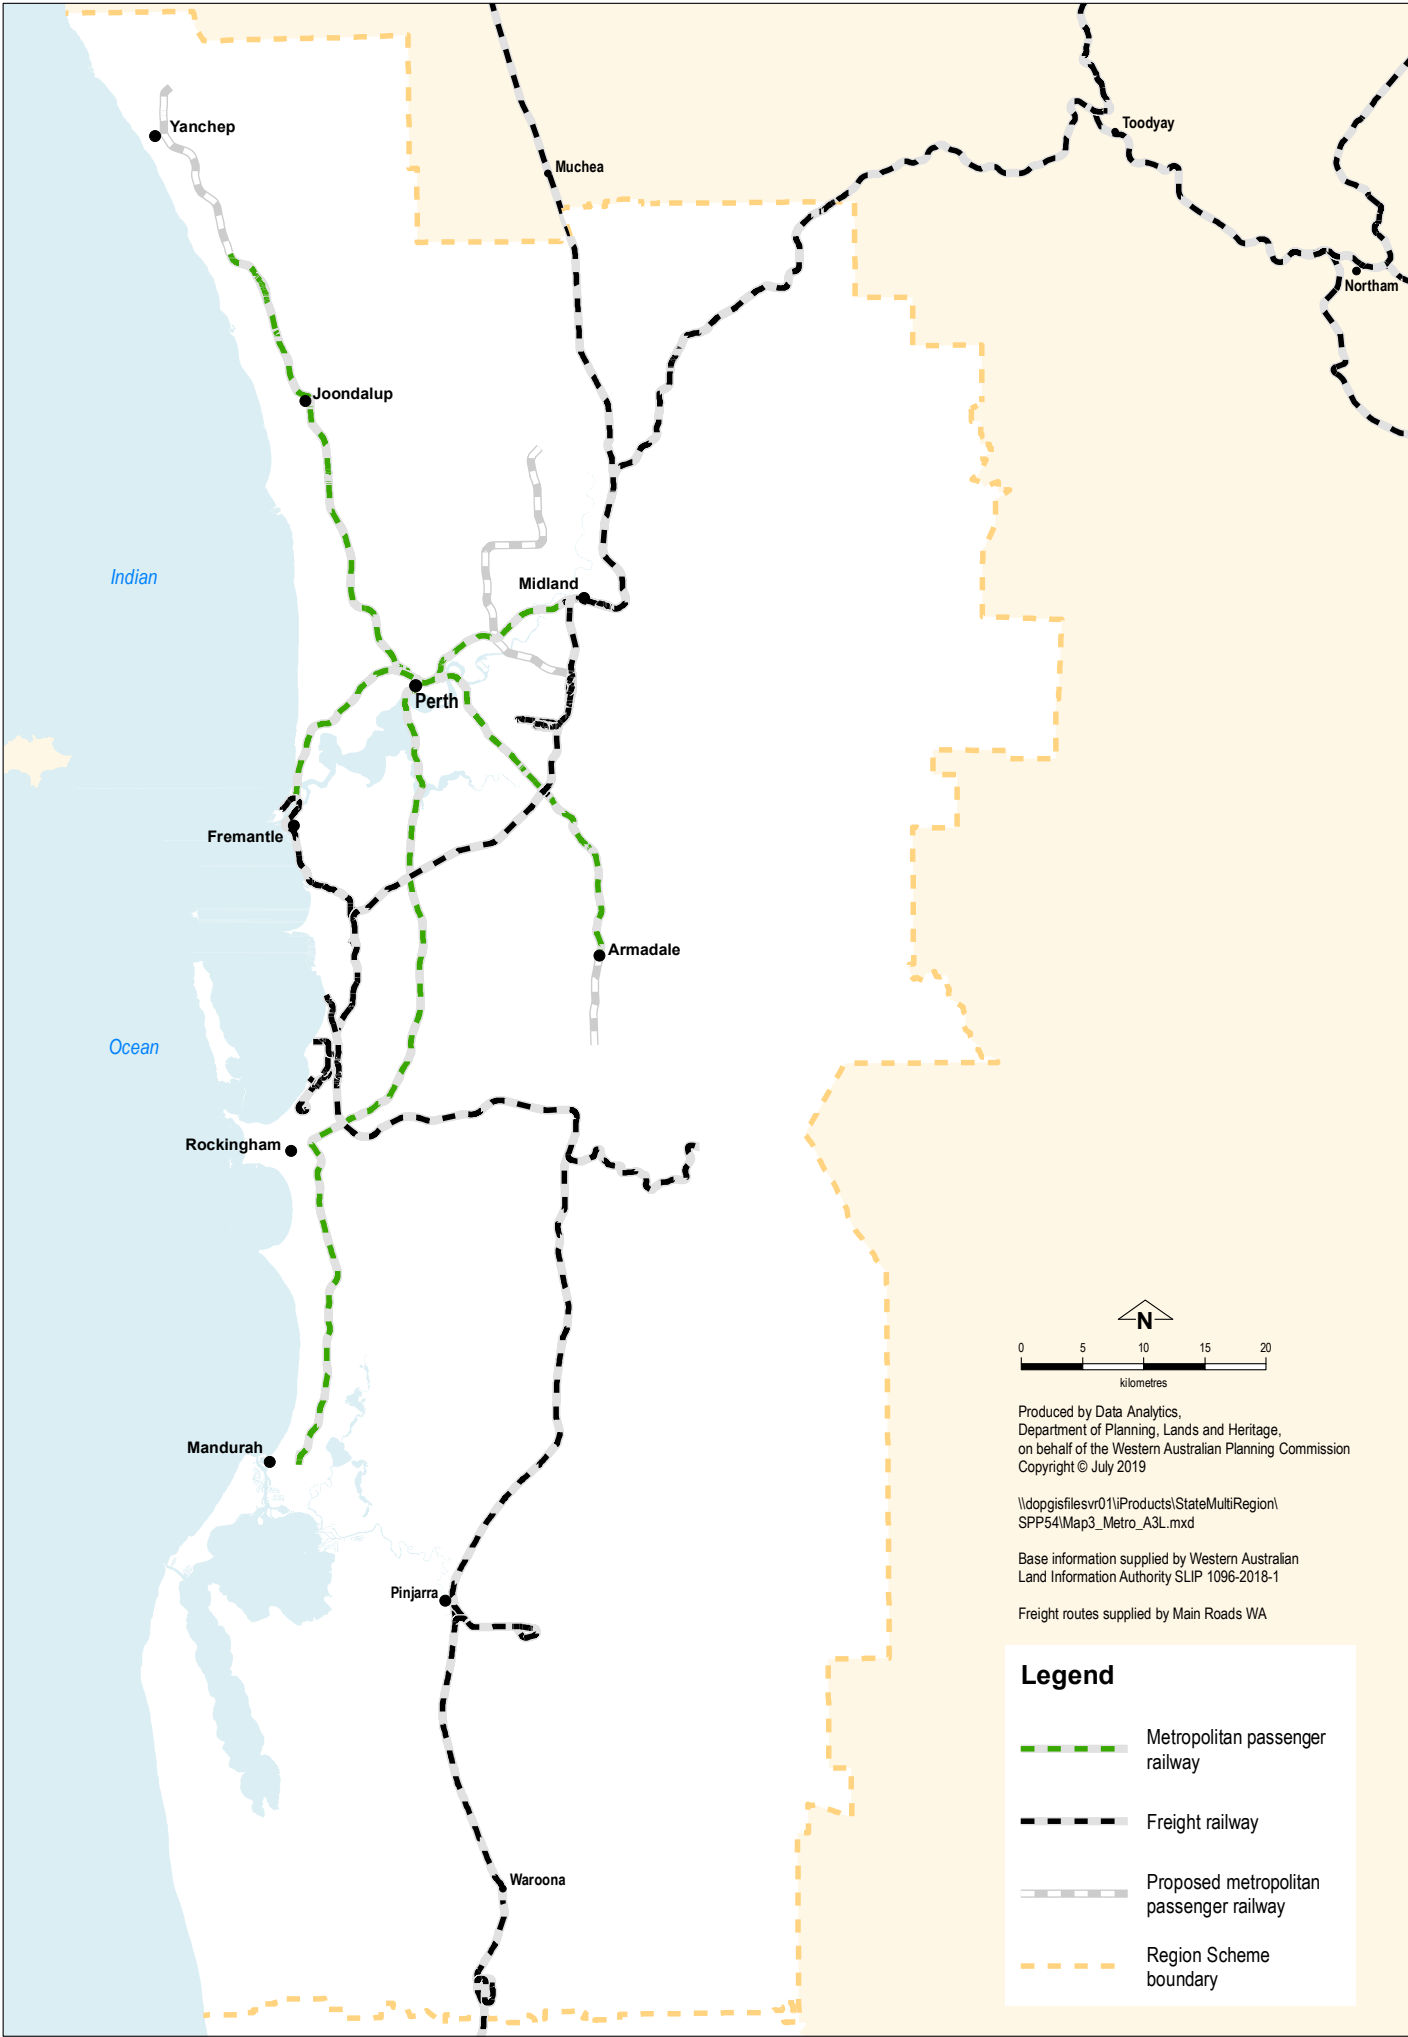 Yanchep
Toodyay
Muchea
Northam
Joondalup
Indian
Midland
Perth
Fremantle
Armadale
Ocean
Rockingham
Mandurah
Pinjarra
Waroona
N
0 5 10 15 20
kilometres
Produced by Data Analytics,
Department of Planning, Lands and Heritage,
on behalf of the Western Australian Planning Commission
Copyright © July 2019
\\dopgisfilesvr01\iProducts\StateMultiRegion\
SPP54\Map3_Metro_A3L.mxd
Base information supplied by Western Australian
Land Information Authority SLIP 1096-2018-1
Freight routes supplied by Main Roads WA
Legend
Metropolitan passenger
railway
Freight railway
Proposed metropolitan
passenger railway
Region Scheme
boundary